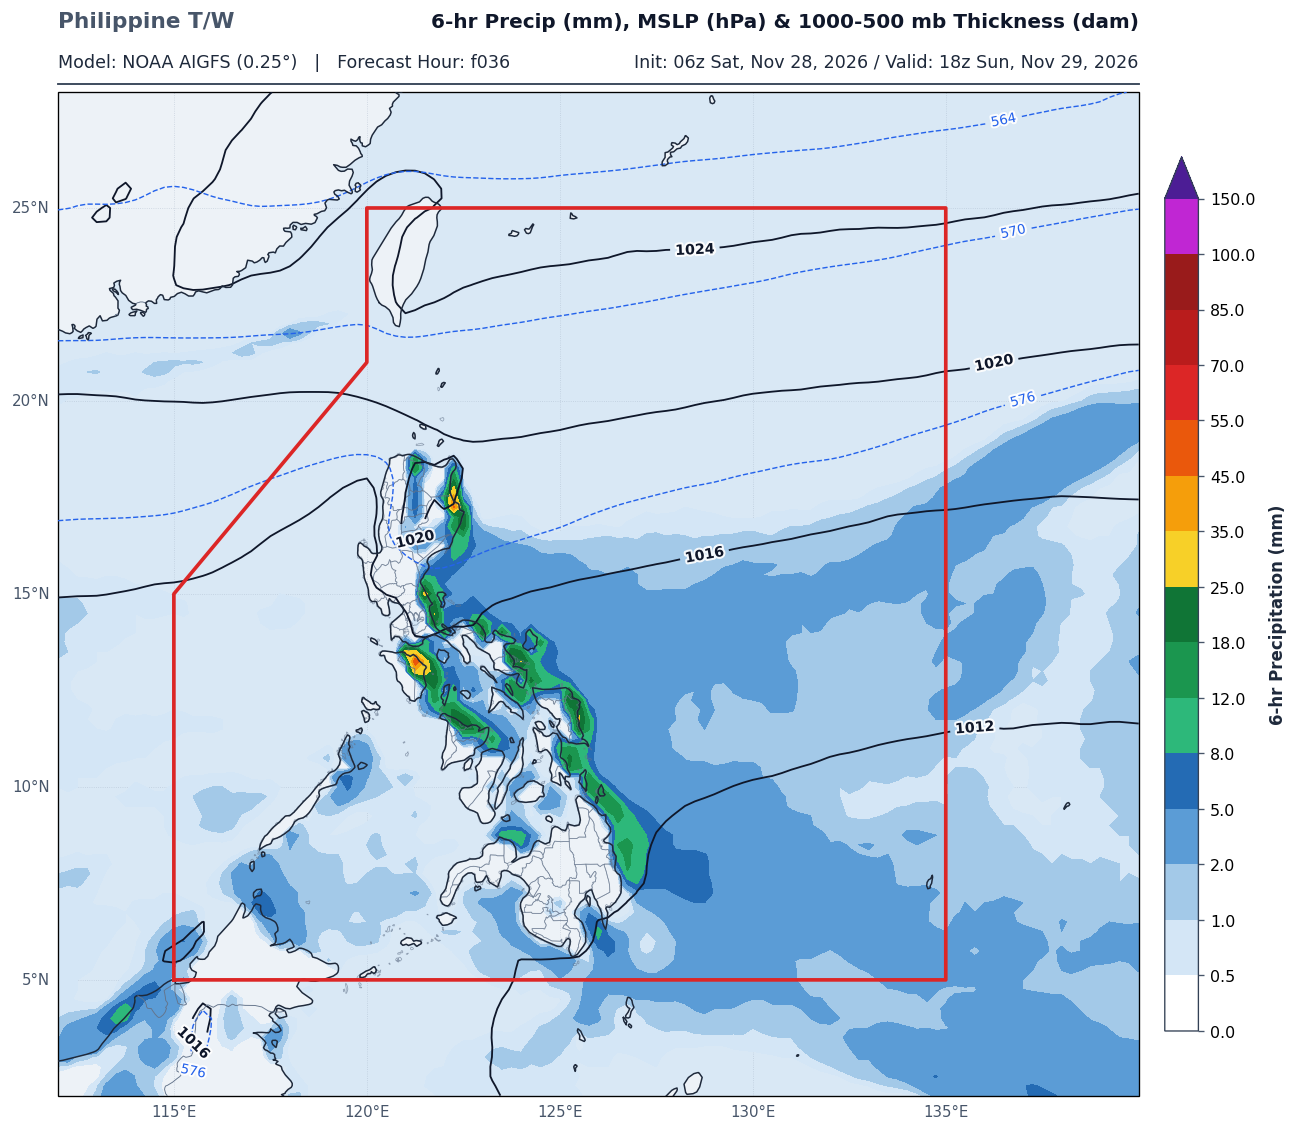 Philippine T/W
6-hr Precip (mm), MSLP (hPa) & 1000-500 mb Thickness (dam)
Model: NOAA AIGFS (0.25°) | Forecast Hour: f036
Init: 06z Sat, Nov 28, 2026 / Valid: 18z Sun, Nov 29, 2026
564
25°N
1024
570
1020
576
20°N
1020
1016
15°N
1012
10°N
5°N
1016
576
115°E
120°E
125°E
130°E
135°E
150.0
100.0
85.0
70.0
55.0
45.0
35.0
25.0
18.0
12.0
8.0
5.0
2.0
1.0
0.5
0.0
6-hr Precipitation (mm)